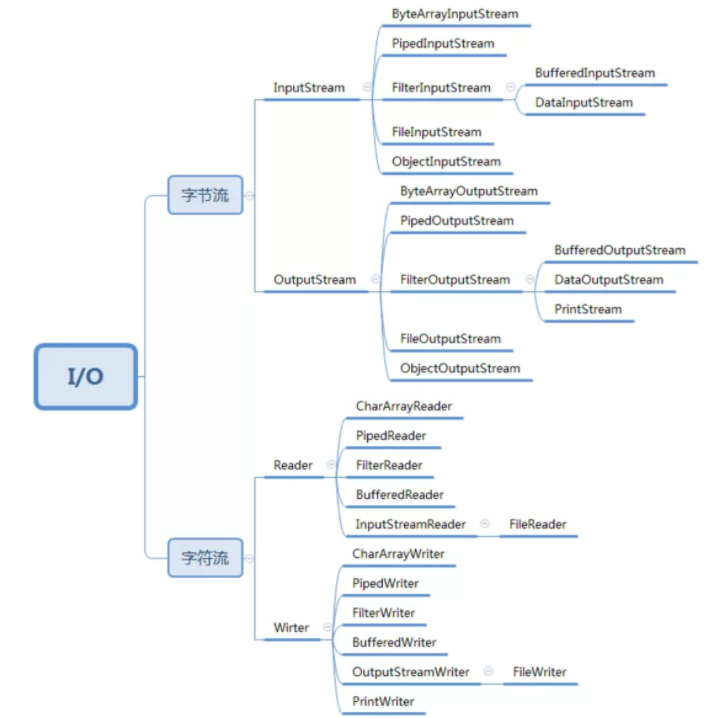 I/O
字节流
InputStream
ByteArrayInputStream
PipedInputStream
FilterInputStream
BufferedInputStream
DataInputStream
FileInputStream
ObjectInputStream
OutputStream
ByteArrayOutputStream
PipedOutputStream
FilterOutputStream
BufferedOutputStream
DataOutputStream
PrintStream
FileOutputStream
ObjectOutputStream
字符流
Reader
CharArrayReader
PipedReader
FilterReader
BufferedReader
InputStreamReader
FileReader
Wirter
CharArrayWriter
PipedWriter
FilterWriter
BufferedWriter
OutputStreamWriter
FileWriter
PrintWriter